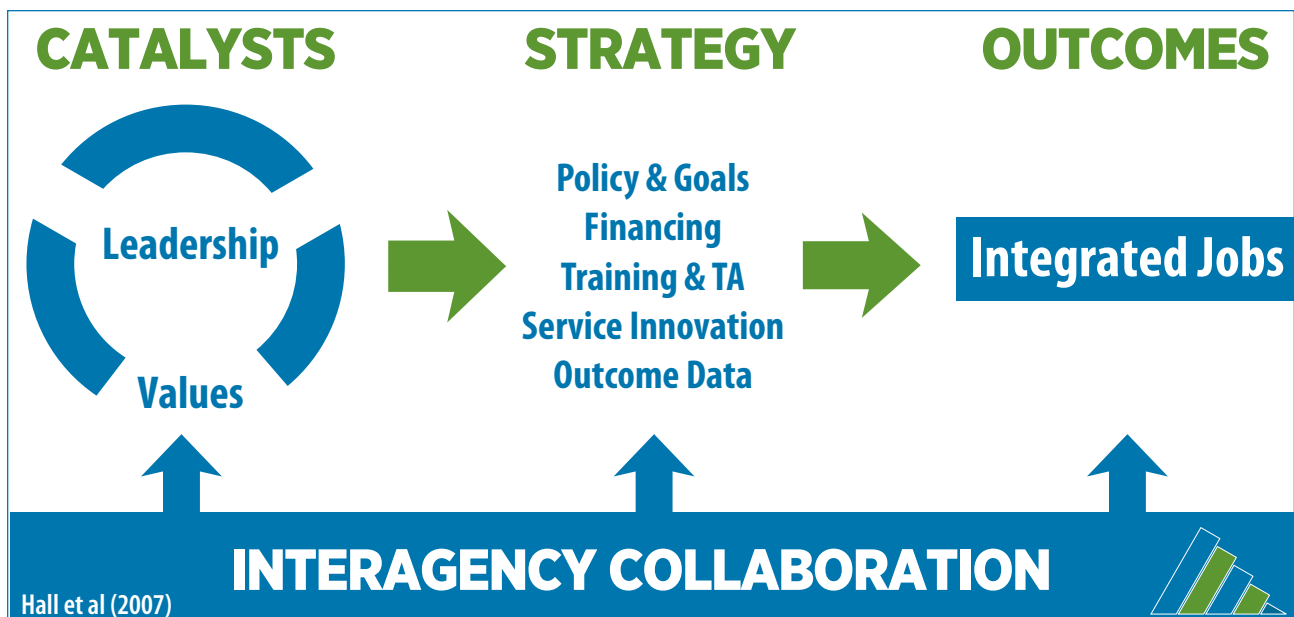 CATALYSTS
STRATEGY
OUTCOMES
Leadership
Values
Policy & Goals
Financing
Training & TA
Service Innovation
Outcome Data
Integrated Jobs
INTERAGENCY COLLABORATION
Hall et al (2007)